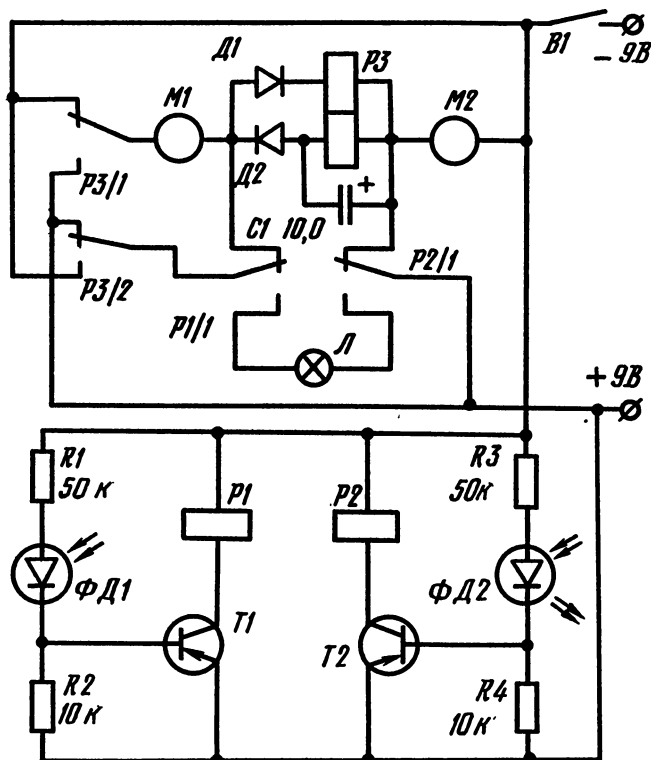 В1
– 9В
Д1
Р3
М1
М2
Д2
+
Р3/1
С1 10,0
Р3/2
Р2/1
Р1/1
Л
+ 9В
R1
50 к
Р1
Р2
R3
50к
ФД1
ФД2
Т1
Т2
R2
10 к
R4
10к